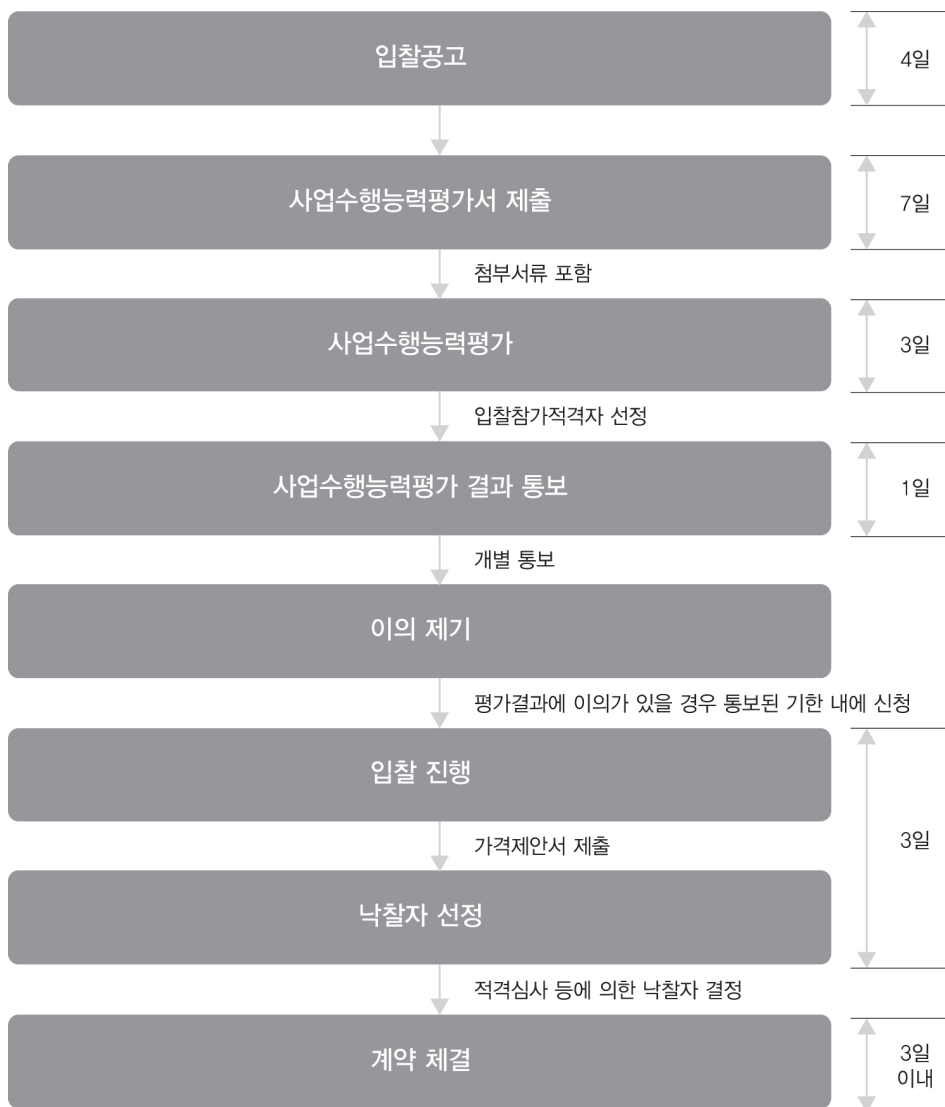 입찰공고
4일
사업수행능력평가서 제출
7일
첨부서류 포함
사업수행능력평가
3일
입찰참가적격자 선정
사업수행능력평가 결과 통보
1일
개별 통보
이의 제기
평가결과에 이의가 있을 경우 통보된 기한 내에 신청
입찰 진행
가격제안서 제출
3일
낙찰자 선정
적격심사 등에 의한 낙찰자 결정
계약 체결
3일
이내